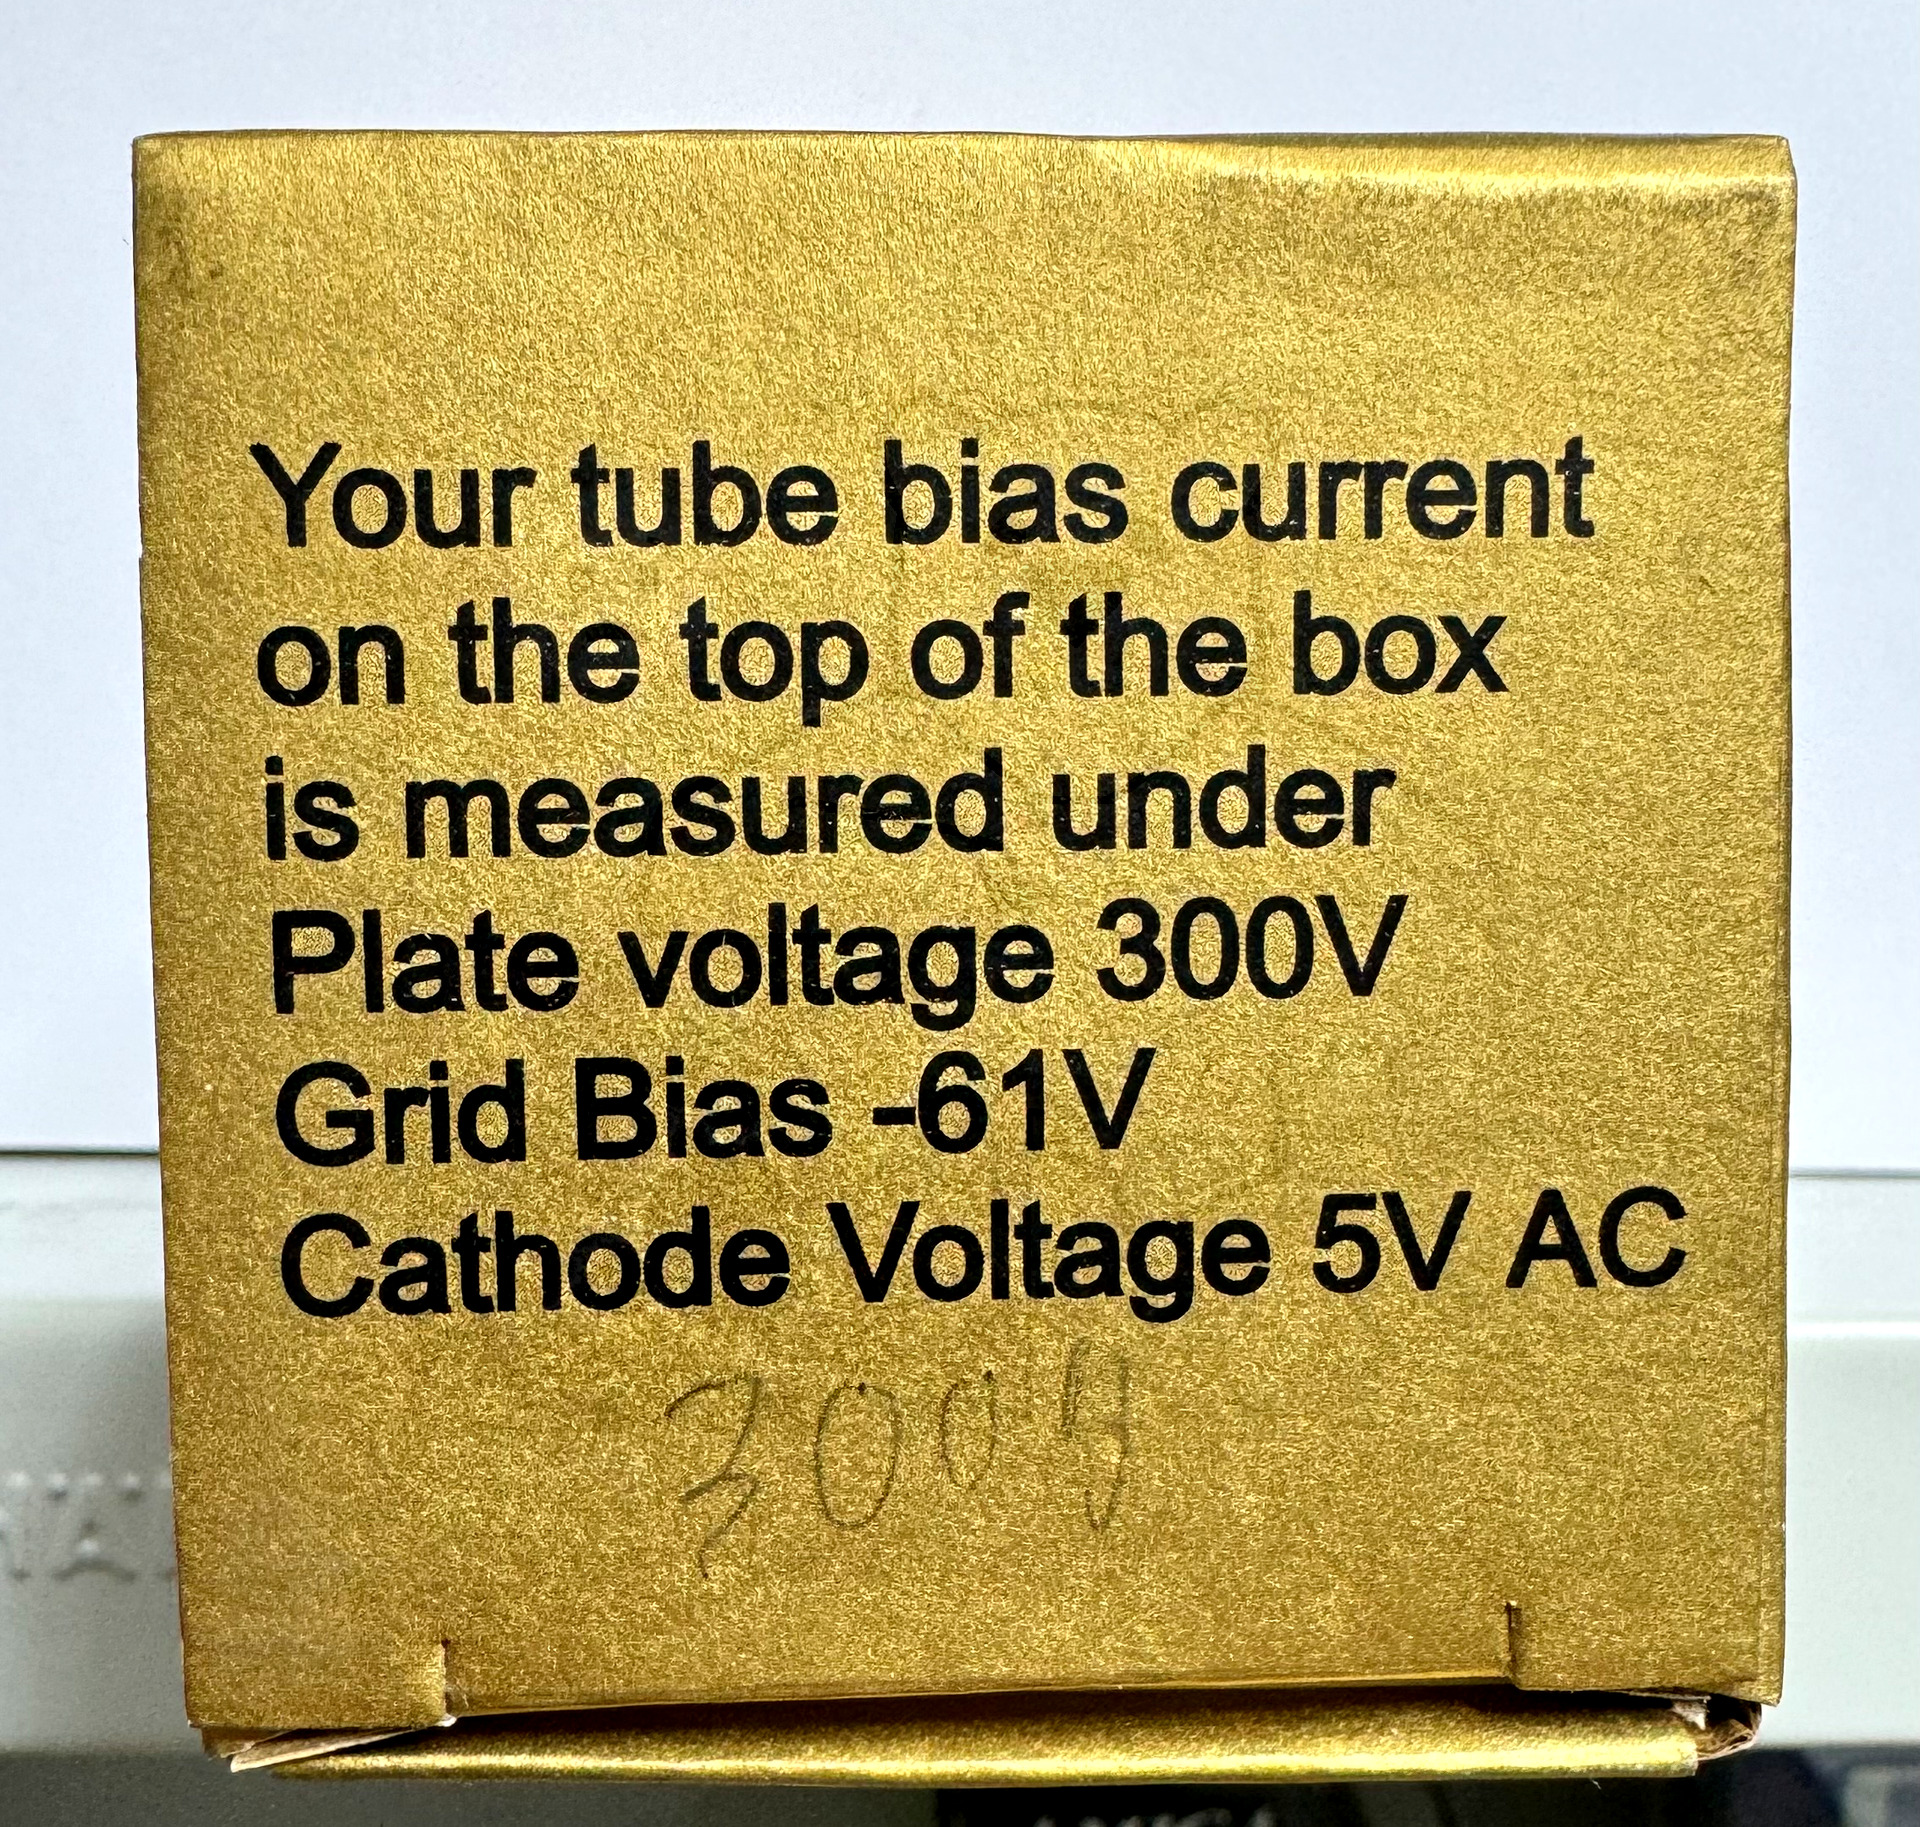 Your tube bias current
on the top of the box
is measured under
Plate voltage 300V
Grid Bias -61V
Cathode Voltage 5V AC